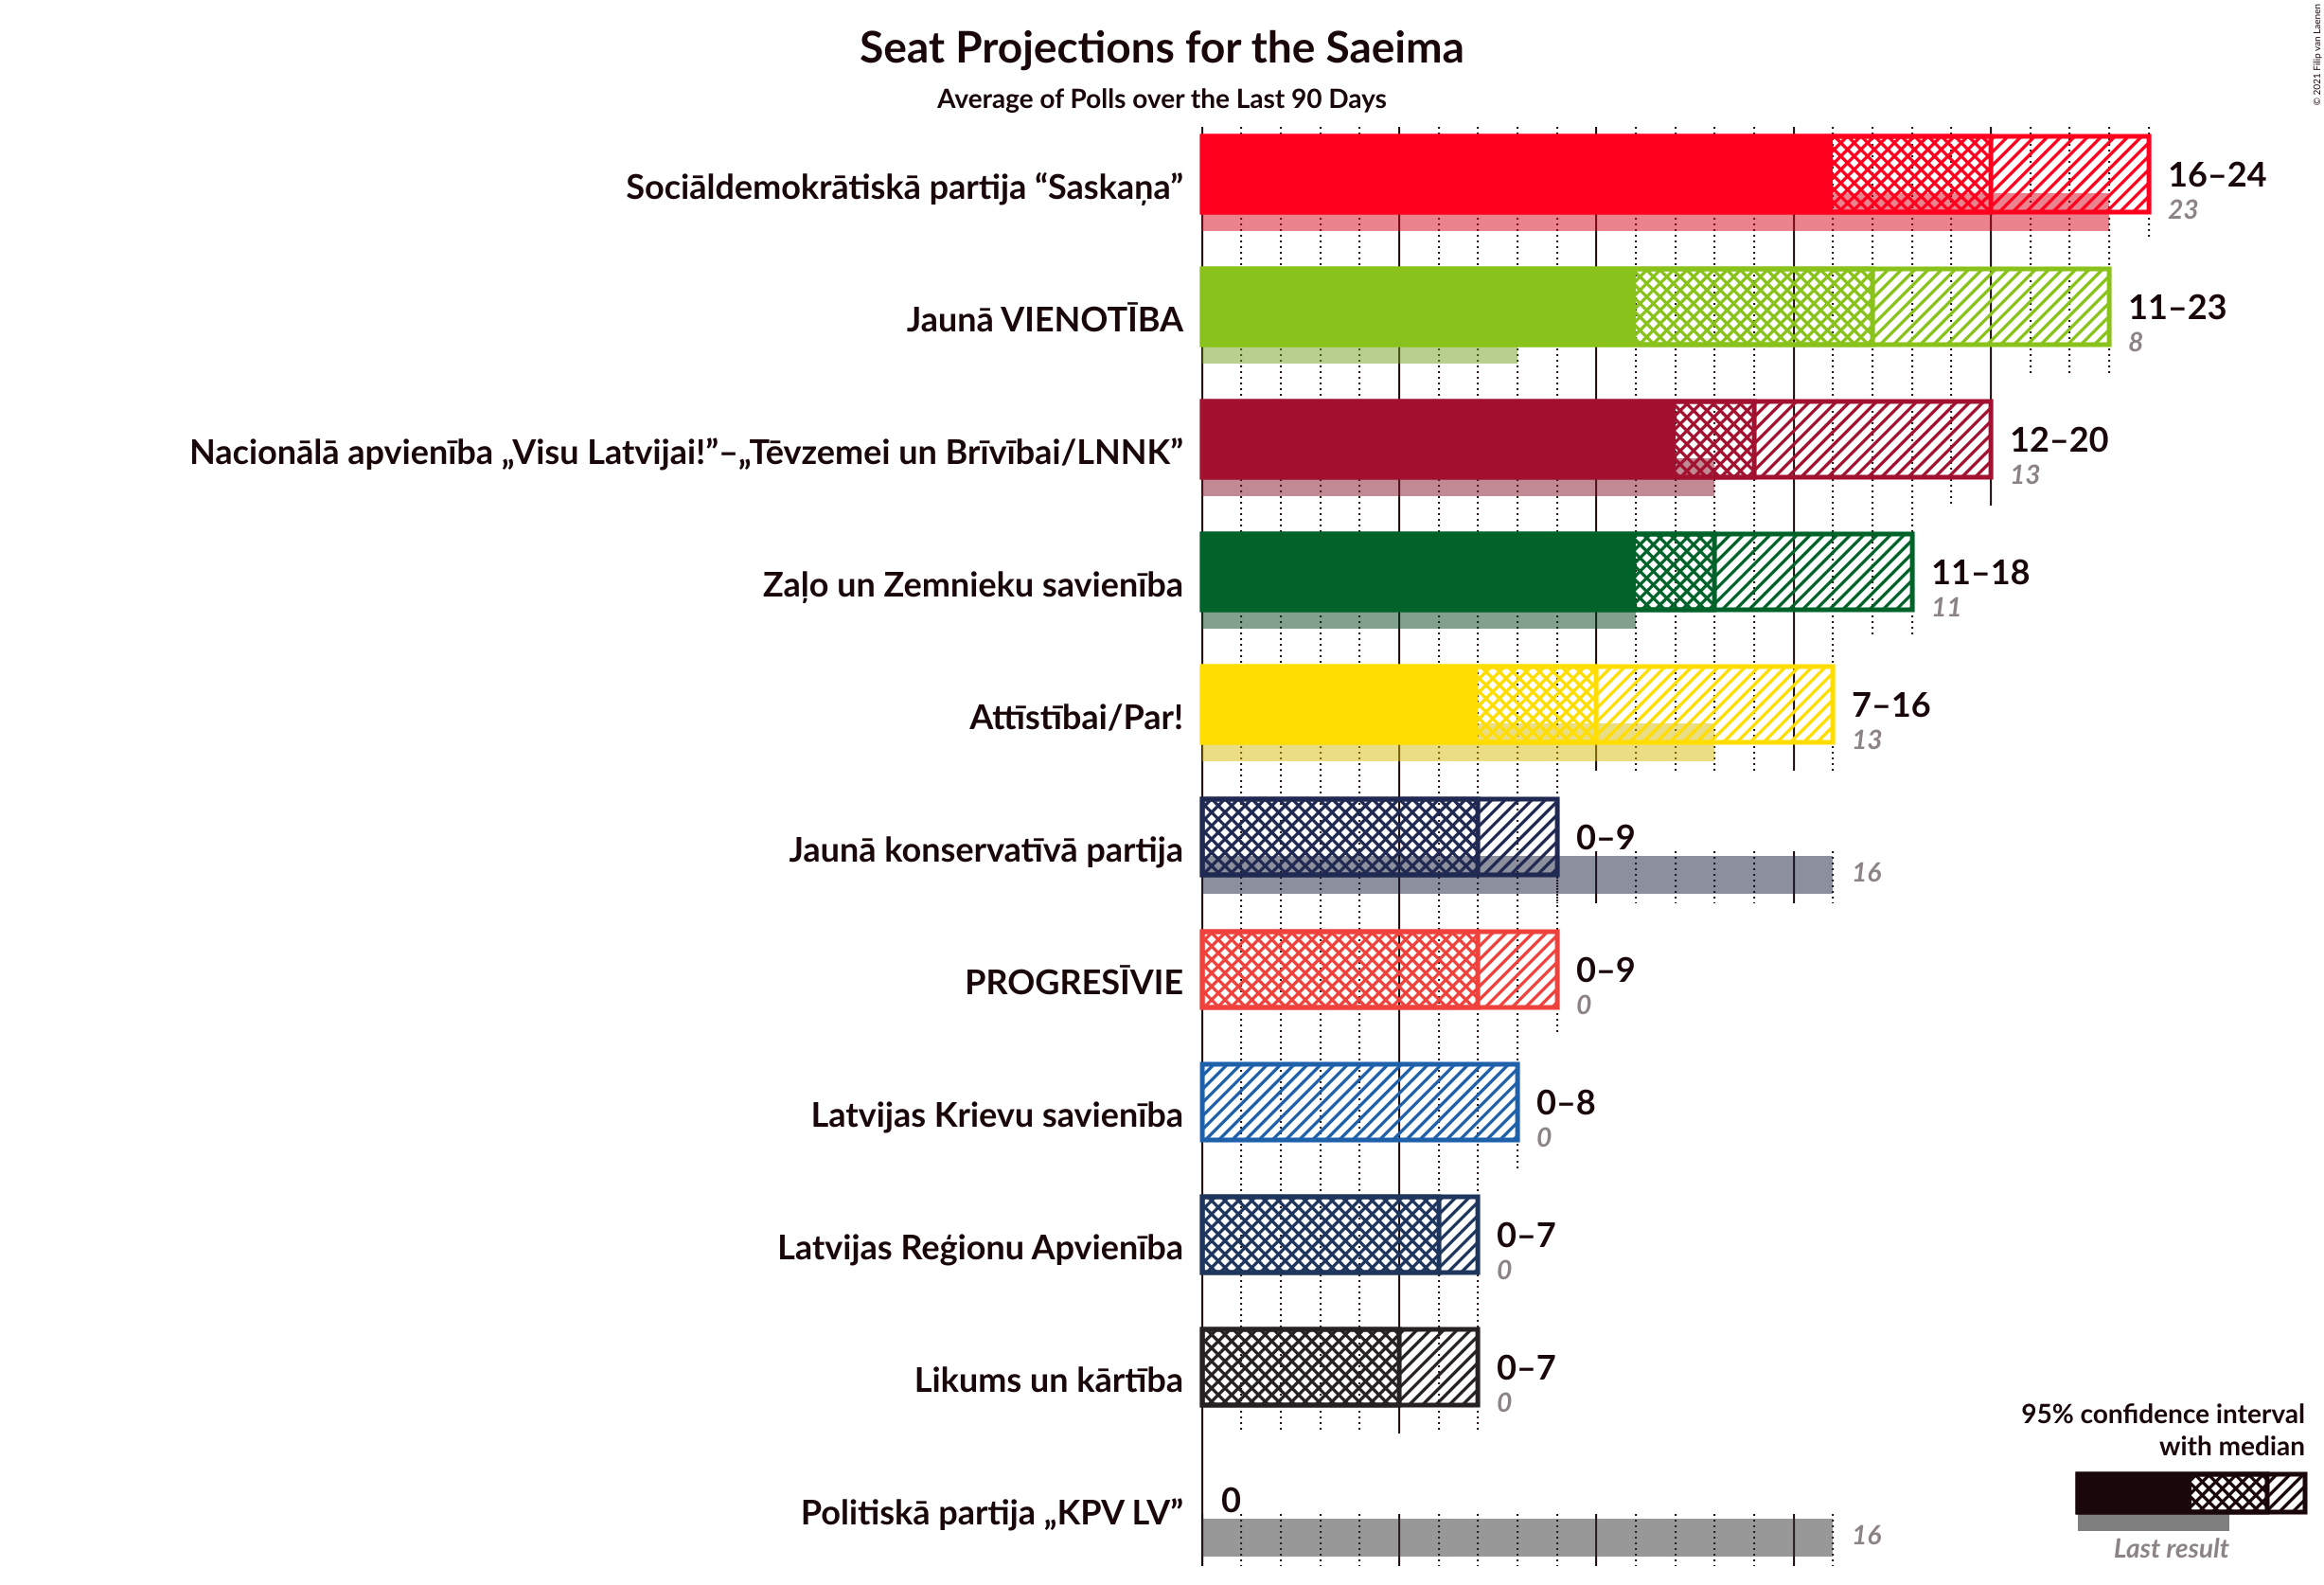 Seat Projections for the Saeima
Average of Polls over the Last 90 Days
© 2021 Filip van Laenen
Sociāldemokrātiskā partija “Saskaņa”
16–24
23
Jaunā VIENOTĪBA
11–23
8
Nacionālā apvienība „Visu Latvijai!”–„Tēvzemei un Brīvībai/LNNK”
12–20
13
Zaļo un Zemnieku savienība
11–18
11
Attīstībai/Par!
7–16
13
Jaunā konservatīvā partija
0–9
16
PROGRESĪVIE
0–9
0
Latvijas Krievu savienība
0–8
0
Latvijas Reģionu Apvienība
0–7
0
Likums un kārtība
0–7
0
Politiskā partija „KPV LV”
0
16
95% confidence interval
with median
Last result